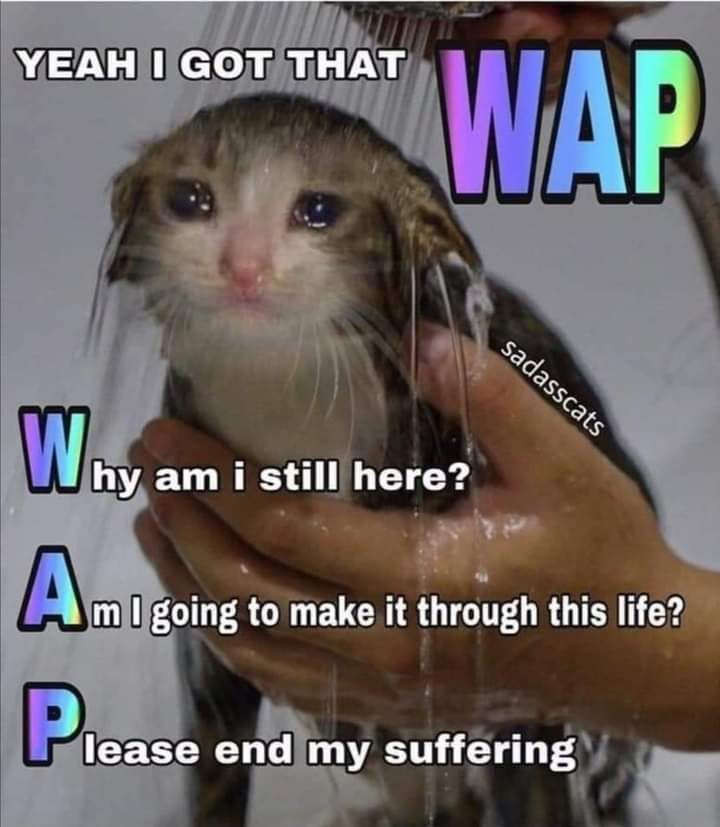 YEAH I GOT THAT WAP
sadasscats
Why am i still here?
Am I going to make it through this life?
Please end my suffering